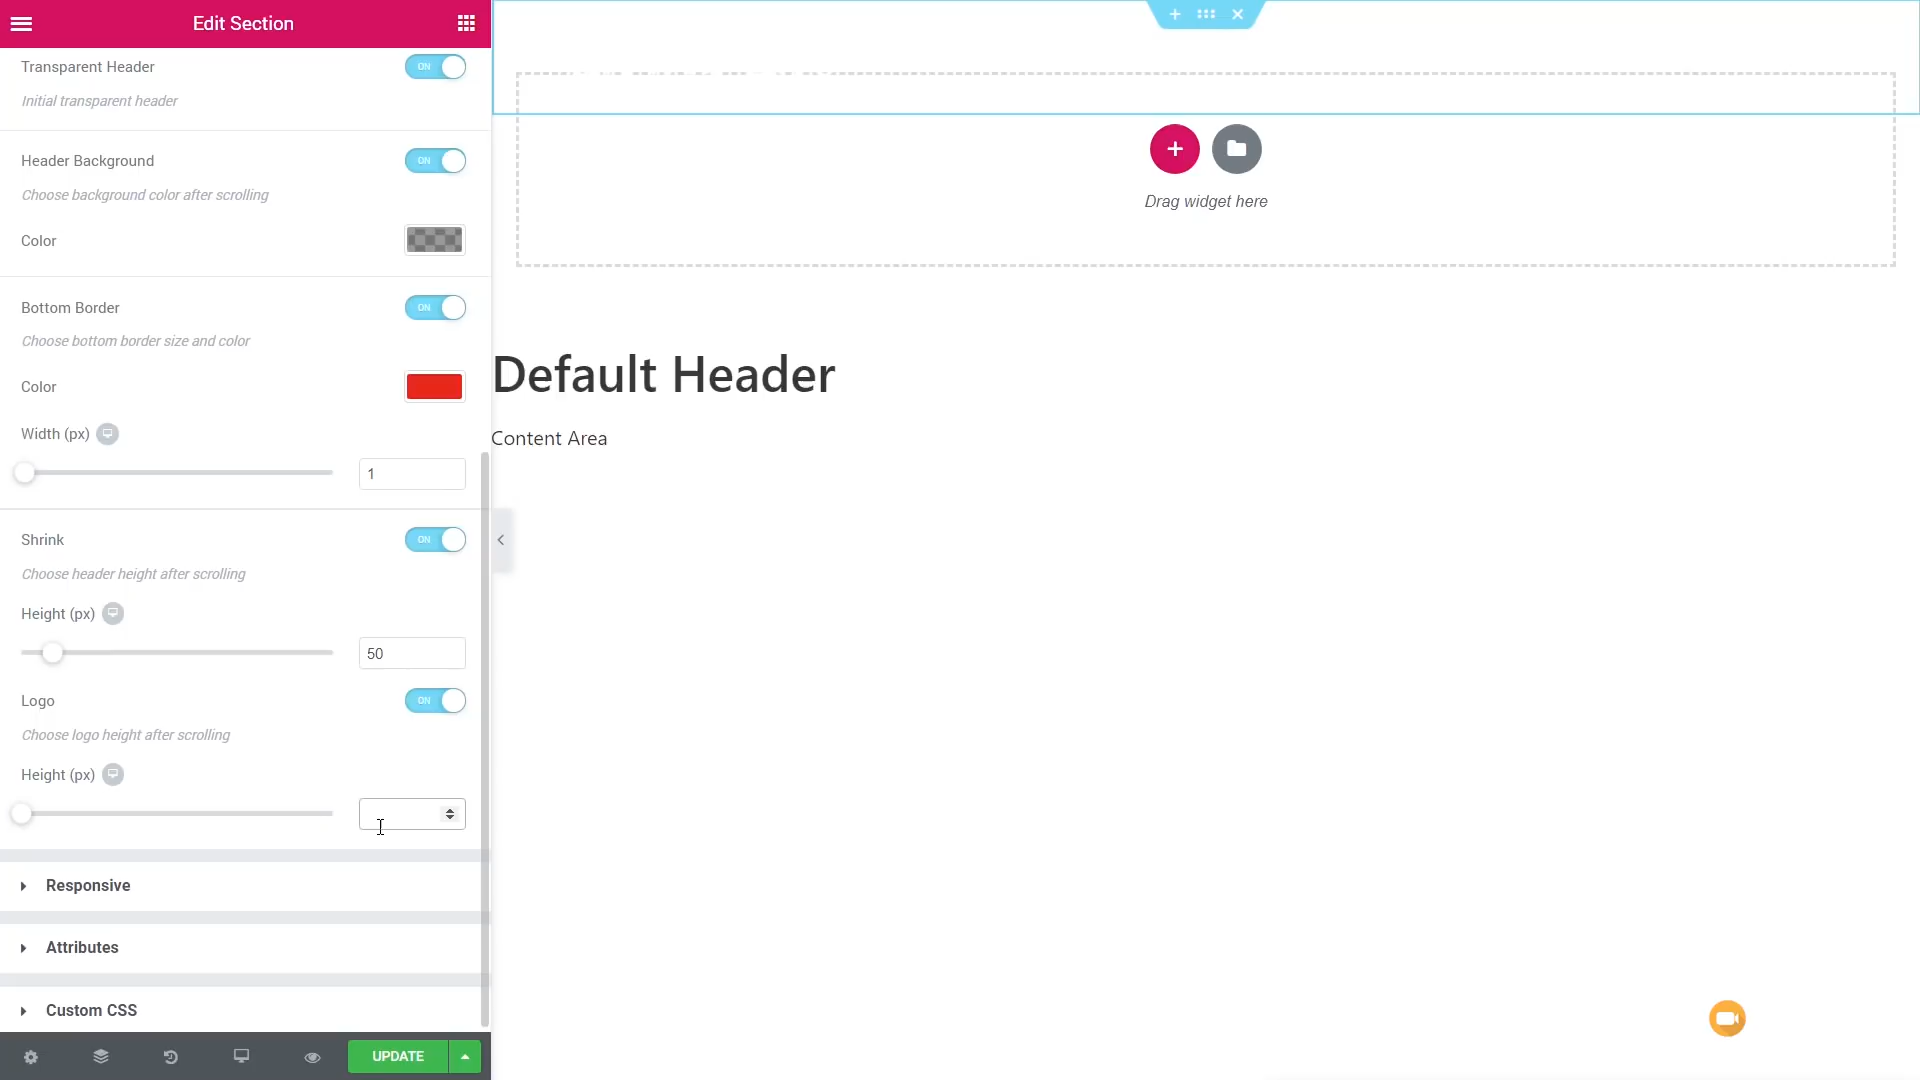 Edit Section
Transparent Header
ON
Initial transparent header
Header Background
ON
Choose background color after scrolling
Color
Bottom Border
ON
Choose bottom border size and color
Color
Width (px)
1
Shrink
ON
Choose header height after scrolling
Height (px)
50
Logo
ON
Choose logo height after scrolling
Height (px)
Responsive
Attributes
Custom CSS
UPDATE
Drag widget here
Default Header
Content Area